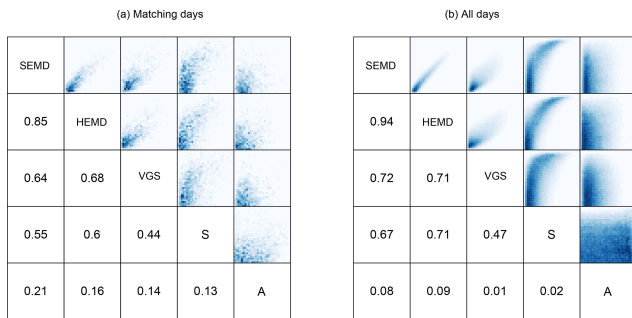 (a) Matching days
SEMD
0.85 HEMD
0.64 0.68 VGS
0.55 0.6 0.44 S
0.21 0.16 0.14 0.13 A
(b) All days
SEMD
0.94 HEMD
0.72 0.71 VGS
0.67 0.71 0.47 S
0.08 0.09 0.01 0.02 A